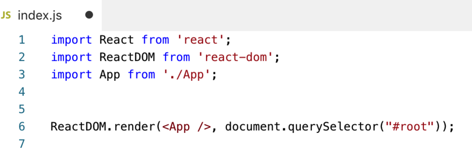 JS index.js ●
1 import React from 'react';
2 import ReactDOM from 'react-dom';
3 import App from './App';
4
5
6 ReactDOM.render(<App />, document.querySelector("#root"));
7